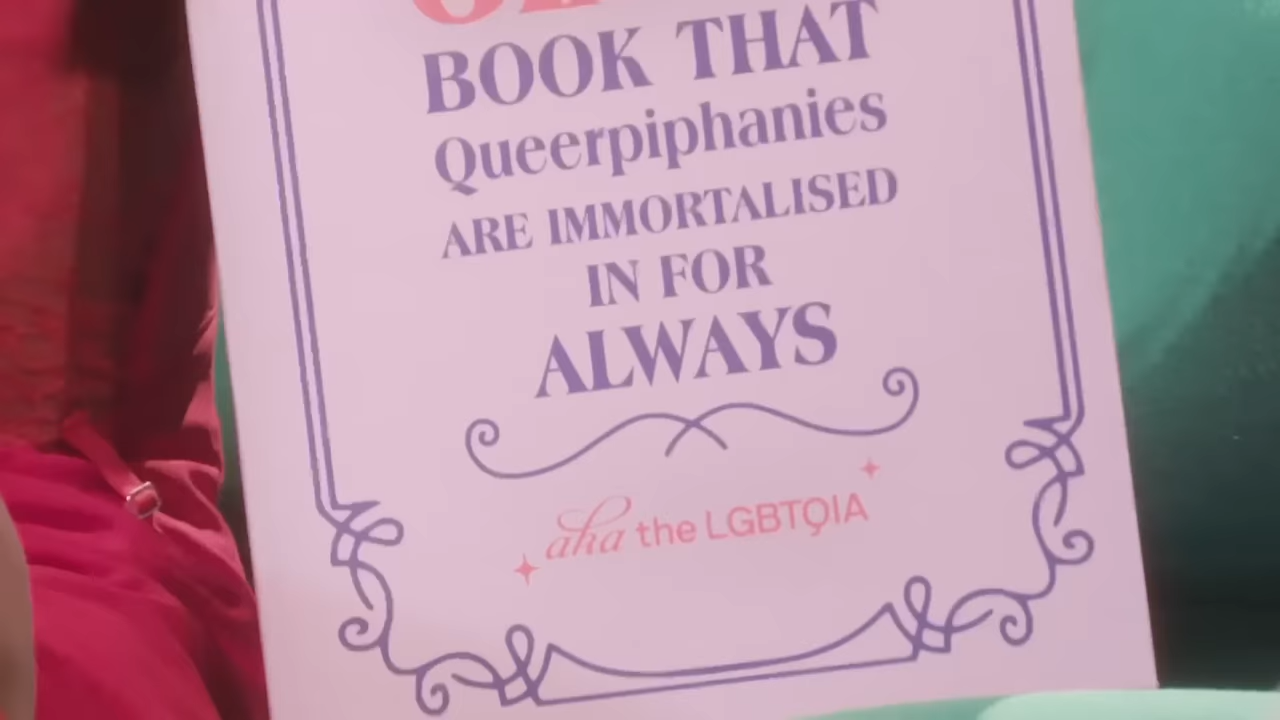 BOOK THAT
Queerpiphanies
ARE IMMORTALISED
IN FOR
ALWAYS
aka the LGBTQIA